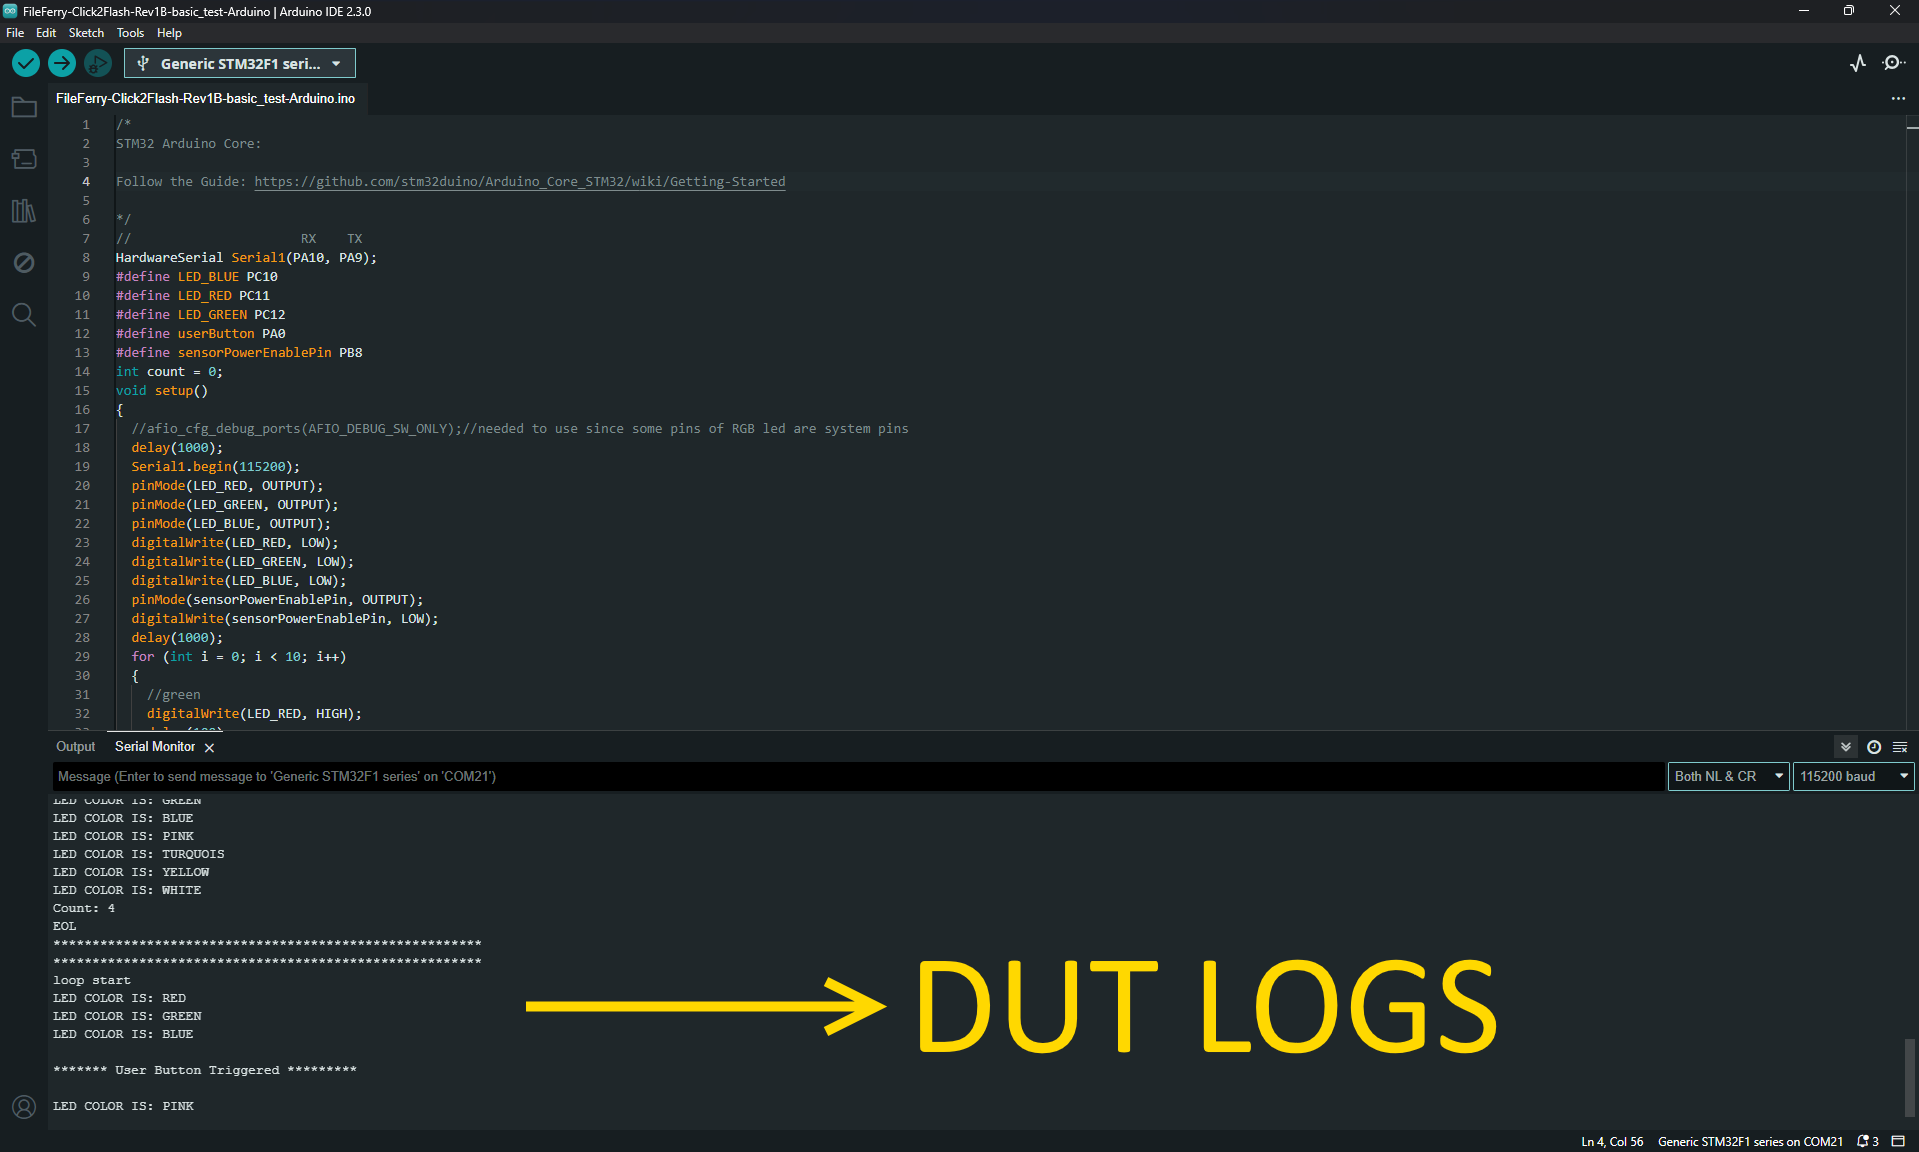 FileFerry-Click2Flash-Rev1B-basic_test-Arduino | Arduino IDE 2.3.0
File Edit Sketch Tools Help
Generic STM32F1 seri...
FileFerry-Click2Flash-Rev1B-basic_test-Arduino.ino
1 /*
2 STM32 Arduino Core:
3
4 Follow the Guide: https://github.com/stm32duino/Arduino_Core_STM32/wiki/Getting-Started
5
6 */
7 // RX TX
8 HardwareSerial Serial1(PA10, PA9);
9 #define LED_BLUE PC10
10 #define LED_RED PC11
11 #define LED_GREEN PC12
12 #define userButton PA0
13 #define sensorPowerEnablePin PB8
14 int count = 0;
15 void setup()
16 {
17 //afio_cfg_debug_ports(AFIO_DEBUG_SW_ONLY);//needed to use since some pins of RGB led are system pins
18 delay(1000);
19 Serial1.begin(115200);
20 pinMode(LED_RED, OUTPUT);
21 pinMode(LED_GREEN, OUTPUT);
22 pinMode(LED_BLUE, OUTPUT);
23 digitalWrite(LED_RED, LOW);
24 digitalWrite(LED_GREEN, LOW);
25 digitalWrite(LED_BLUE, LOW);
26 pinMode(sensorPowerEnablePin, OUTPUT);
27 digitalWrite(sensorPowerEnablePin, LOW);
28 delay(1000);
29 for (int i = 0; i < 10; i++)
30 {
31 //green
32 digitalWrite(LED_RED, HIGH);
Output Serial Monitor
Message (Enter to send message to 'Generic STM32F1 series' on 'COM21')
Both NL & CR
115200 baud
LED COLOR IS: GREEN
LED COLOR IS: BLUE
LED COLOR IS: PINK
LED COLOR IS: TURQUOIS
LED COLOR IS: YELLOW
LED COLOR IS: WHITE
Count: 4
EOL
*******************************************************
*******************************************************
loop start
LED COLOR IS: RED
LED COLOR IS: GREEN
LED COLOR IS: BLUE
DUT LOGS
******* User Button Triggered *********
LED COLOR IS: PINK
Ln 4, Col 56 Generic STM32F1 series on COM21 3